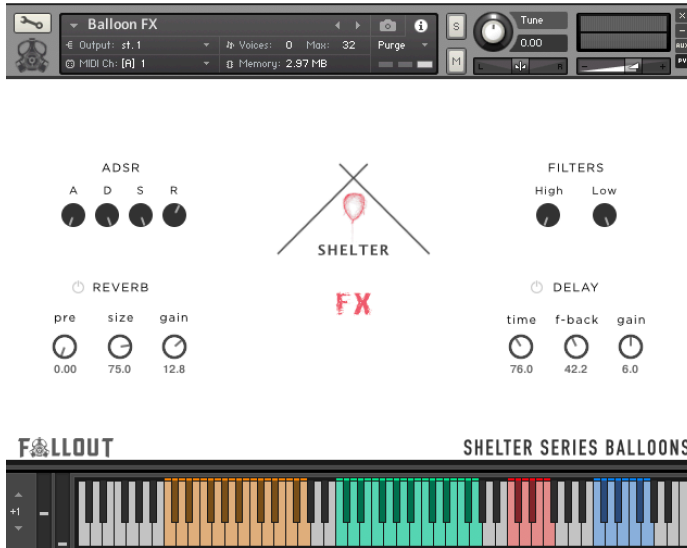 Balloon FX
Output: st.1
Voices: 0 Max: 32
Purge
MIDI Ch: [A] 1
Memory: 2.97 MB
S
M
Tune
0.00
L
R
AUX
PV
ADSR
A D S R
SHELTER
FX
FILTERS
High Low
REVERB
pre size gain
0.00 75.0 12.8
DELAY
time f-back gain
76.0 42.2 6.0
FALLOUT
SHELTER SERIES BALLOONS
+1